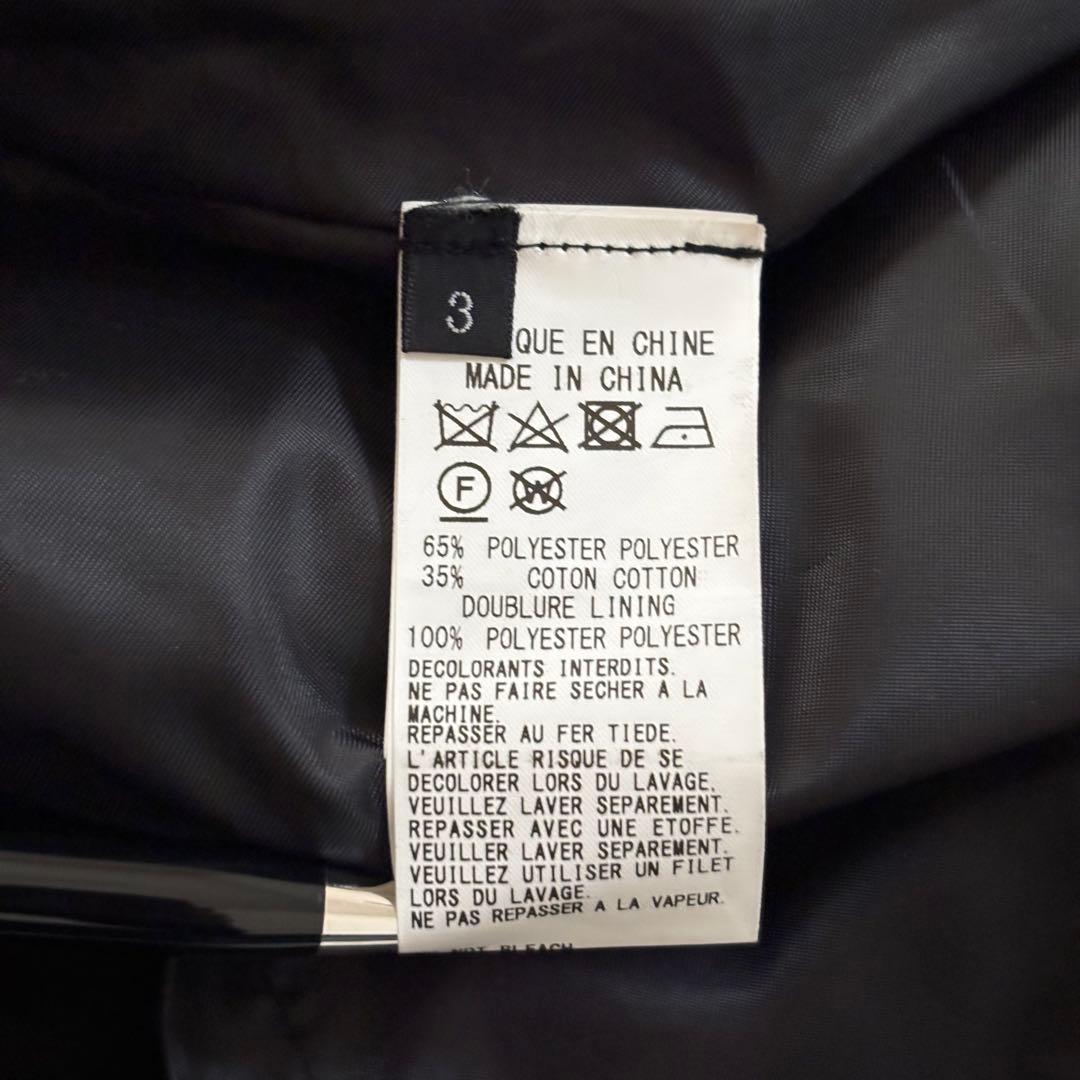 3
QUE EN CHINE
MADE IN CHINA
F
W
65% POLYESTER POLYESTER
35% COTON COTTON
DOUBLURE LINING
100% POLYESTER POLYESTER
DECOLORANTS INTERDITS.
NE PAS FAIRE SECHER A LA
MACHINE.
REPASSER AU FER TIEDE.
L'ARTICLE RISQUE DE SE
DECOLORER LORS DU LAVAGE.
VEUILLEZ LAVER SEPAREMENT.
REPASSER AVEC UNE ETOFFE.
VEUILLER LAVER SEPAREMENT.
VEUILLEZ UTILISER UN FILET
LORS DU LAVAGE.
NE PAS REPASSER A LA VAPEUR.
NOT BLEACH